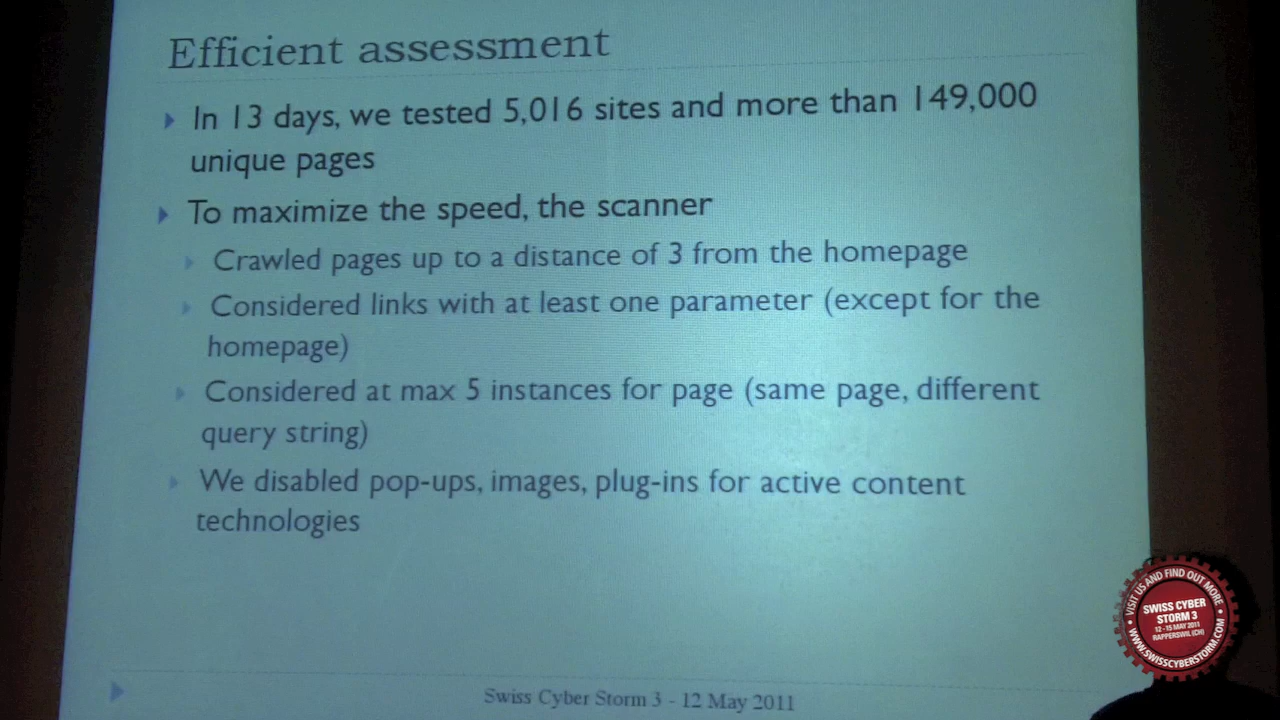 Efficient assessment
In 13 days, we tested 5,016 sites and more than 149,000
unique pages
To maximize the speed, the scanner
Crawled pages up to a distance of 3 from the homepage
Considered links with at least one parameter (except for the
homepage)
Considered at max 5 instances for page (same page, different
query string)
We disabled pop-ups, images, plug-ins for active content
technologies
Swiss Cyber Storm 3 - 12 May 2011
VISIT US AND FIND OUT MORE
SWISS CYBER
STORM 3
12 - 15 MAY 2011
RAPPERSWIL (CH)
WWW.SWISSCYBERSTORM.COM